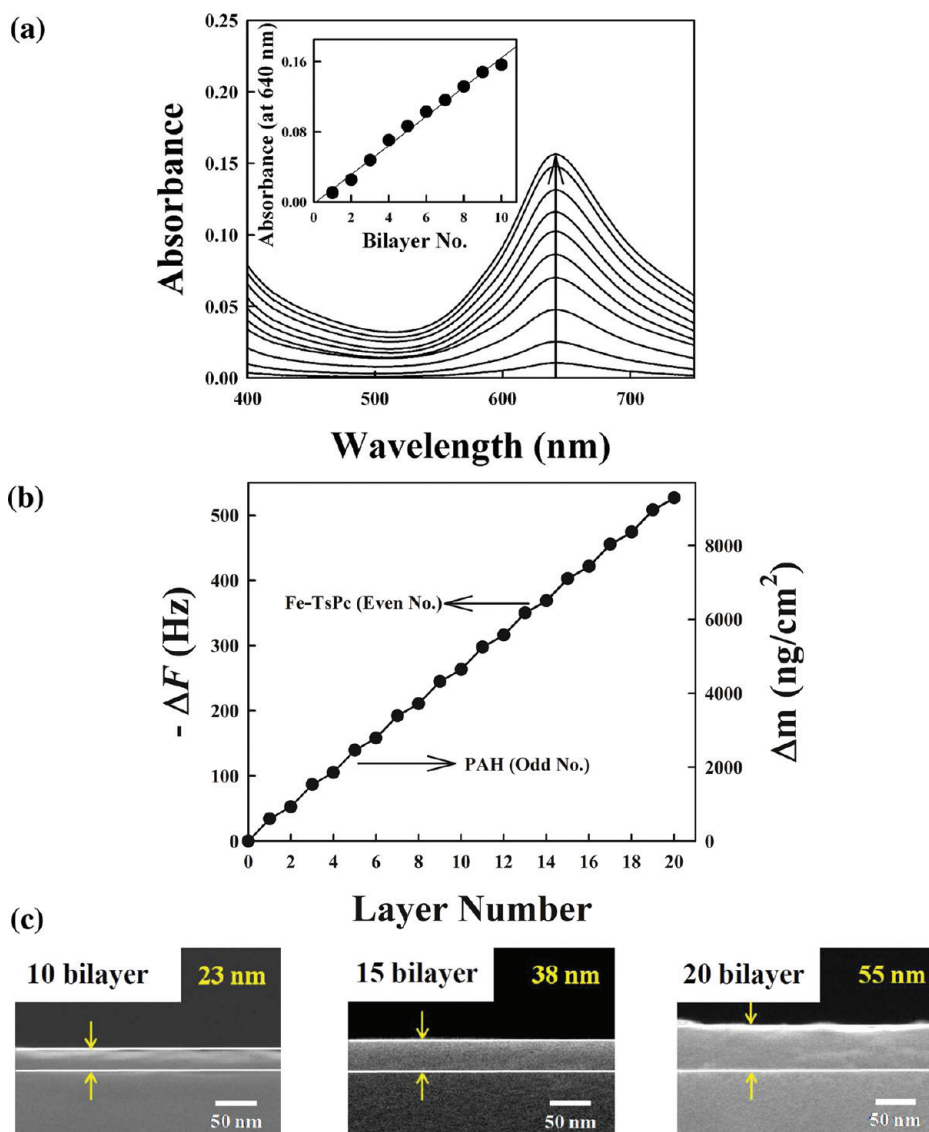 (a)
0.25
0.20
0.15
0.10
0.05
0.00
Absorbance
400 500 600 700
Wavelength (nm)
0.16
0.08
0.00
Absorbance (at 640 nm)
0 2 4 6 8 10
Bilayer No.
(b)
500
400
300
200
100
0
- ΔF (Hz)
Fe-TsPc (Even No.)
PAH (Odd No.)
8000
6000
4000
2000
0
Δm (ng/cm²)
0 2 4 6 8 10 12 14 16 18 20
Layer Number
(c)
10 bilayer 23 nm
50 nm
15 bilayer 38 nm
50 nm
20 bilayer 55 nm
50 nm